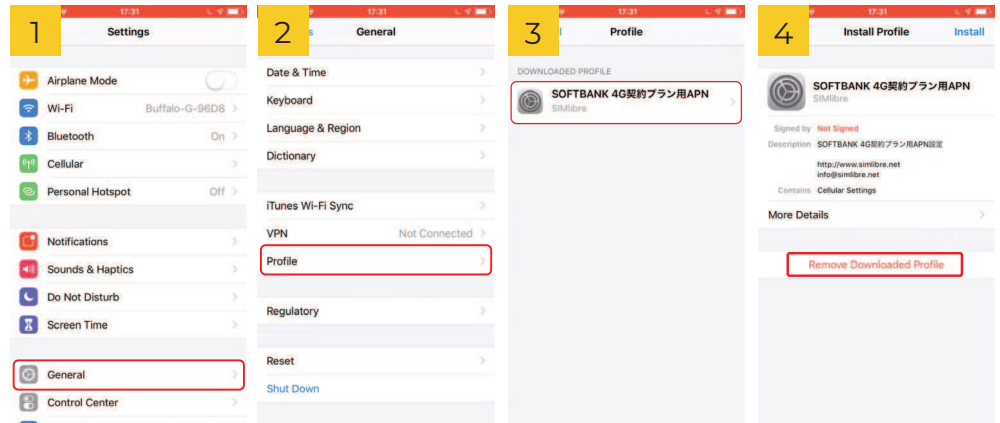 1
17:31
Settings
Airplane Mode
Wi-Fi Buffalo-G-96D8
Bluetooth On
Cellular
Personal Hotspot Off
Notifications
Sounds & Haptics
Do Not Disturb
Screen Time
General
Control Center
2
17:31
General
Date & Time
Keyboard
Language & Region
Dictionary
iTunes Wi-Fi Sync
VPN Not Connected
Profile
Regulatory
Reset
Shut Down
3
17:31
Profile
DOWNLOADED PROFILE
SOFTBANK 4G契約プラン用APN
SIMlibre
4
17:31
Install Profile Install
SOFTBANK 4G契約プラン用APN
SIMlibre
Signed by Not Signed
Description SOFTBANK 4G契約プラン用APN設定
http://www.simlibre.net
info@simlibre.net
Contains Cellular Settings
More Details
Remove Downloaded Profile